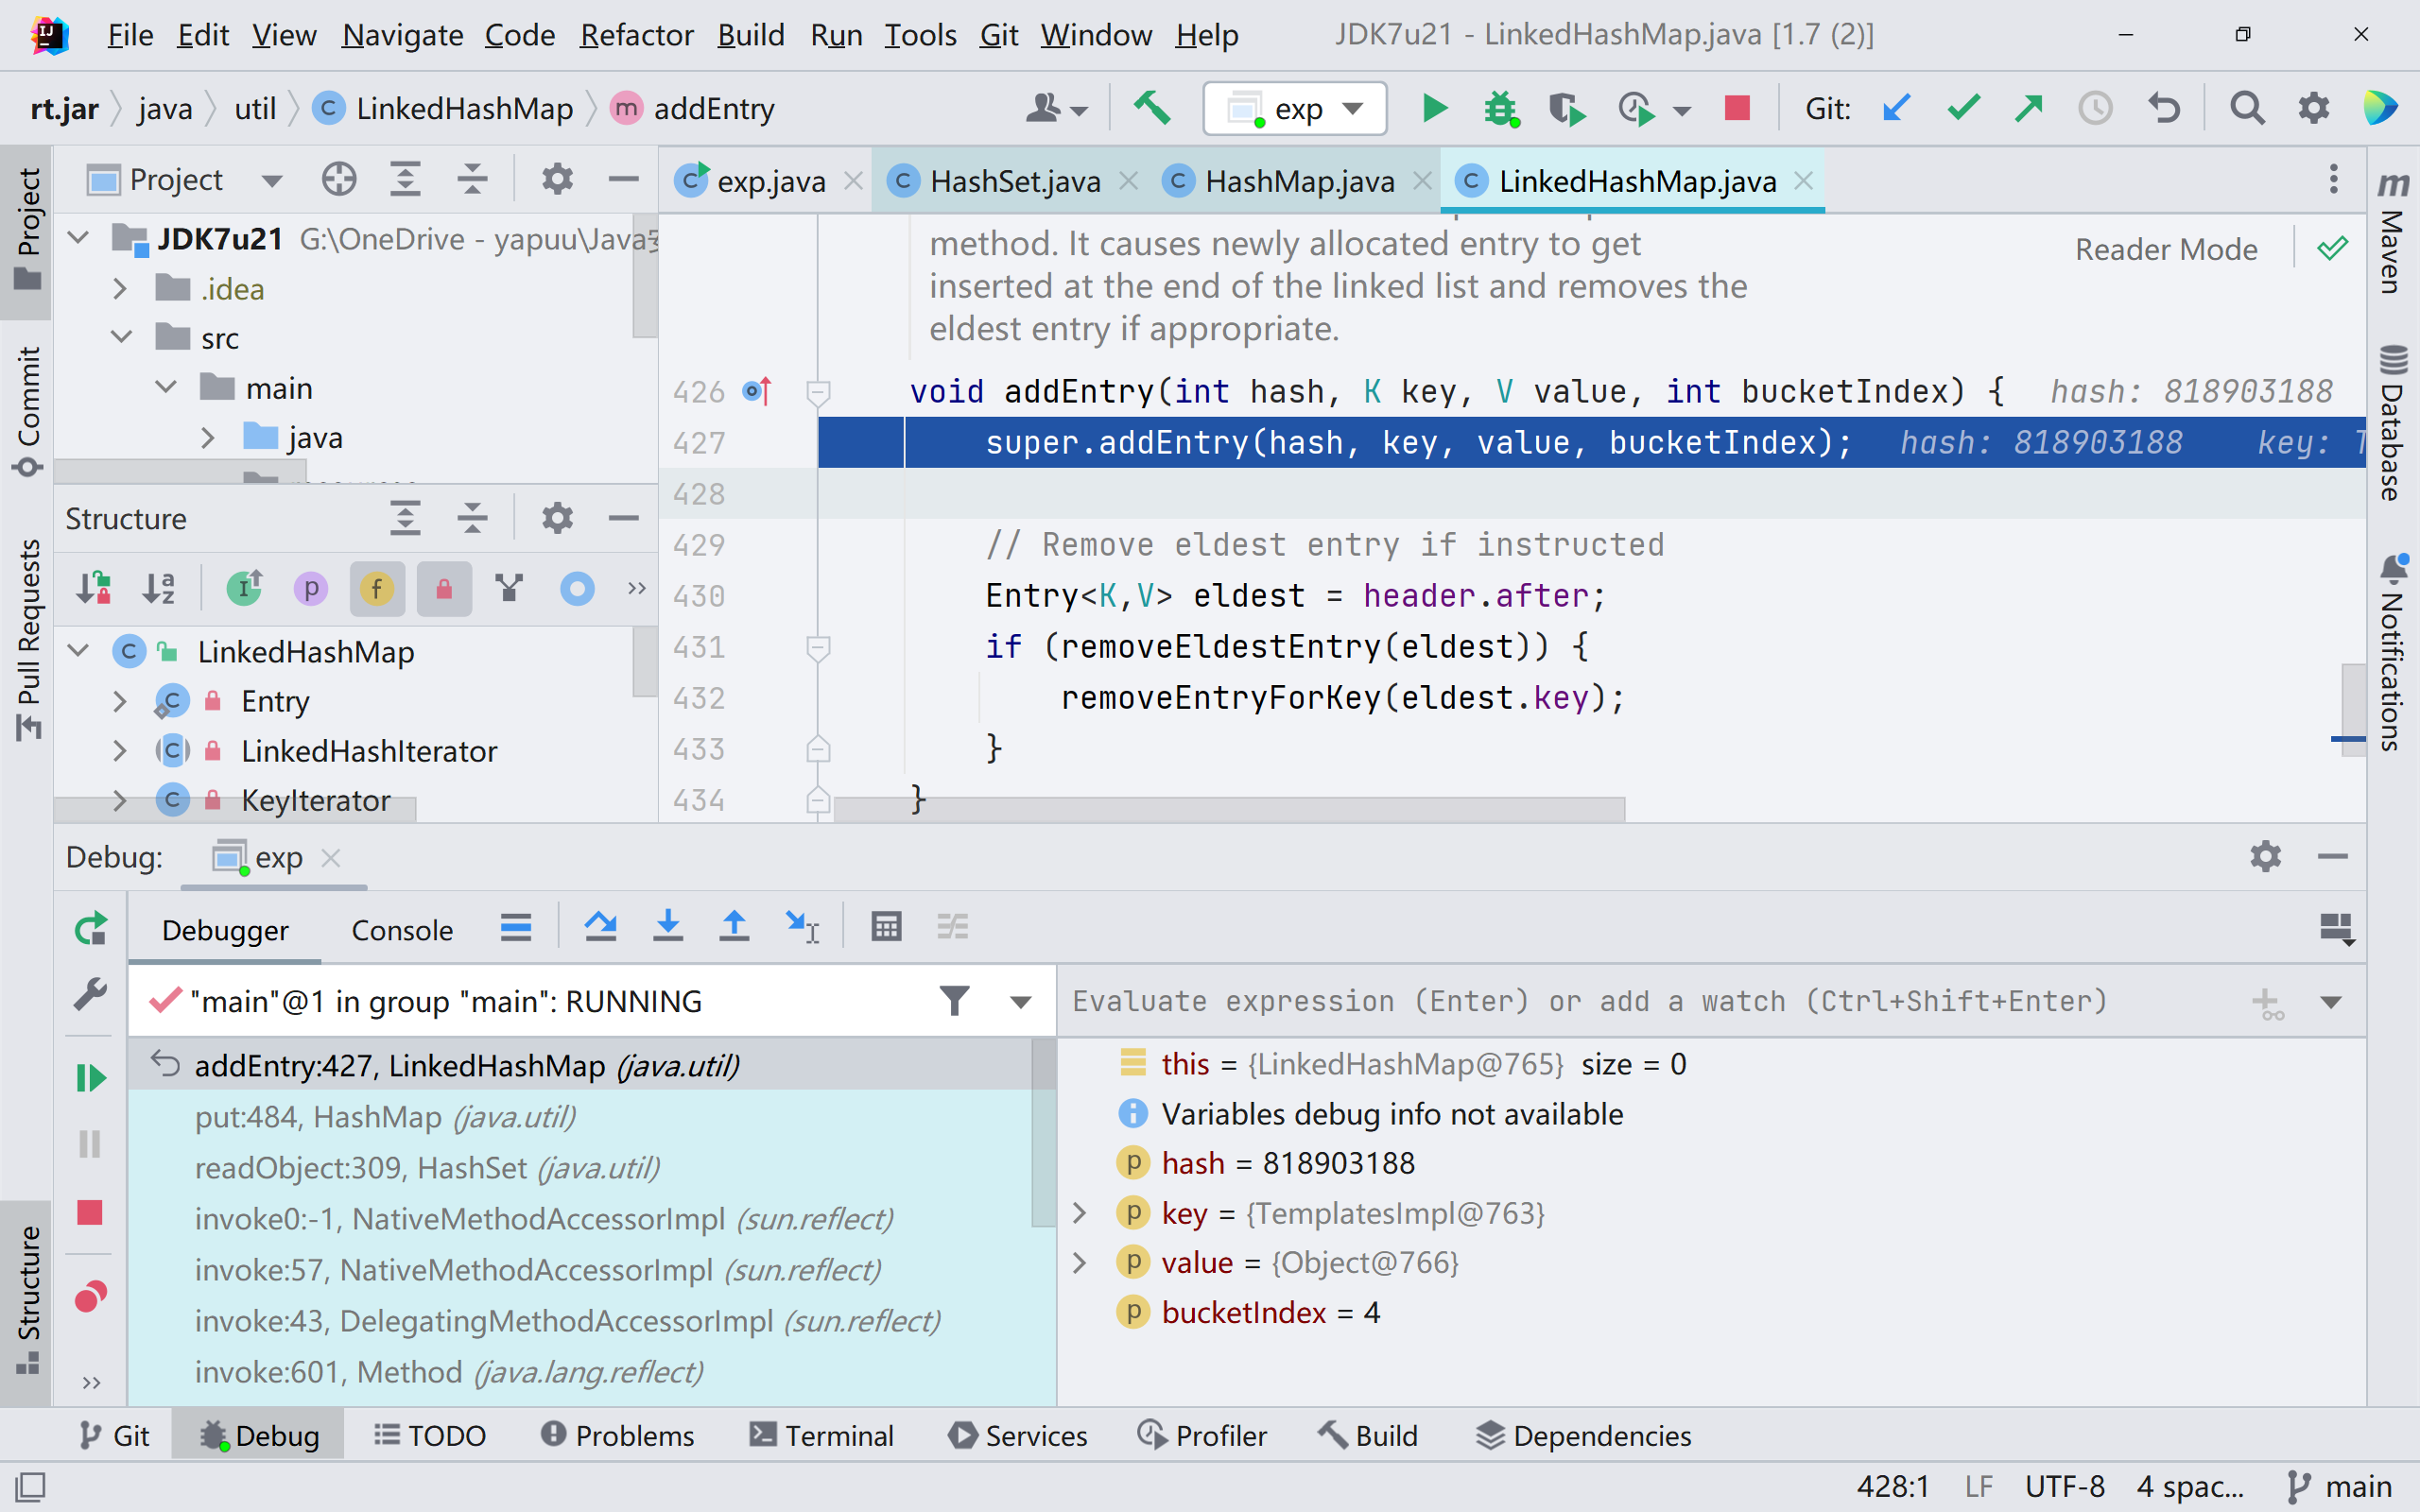 File Edit View Navigate Code Refactor Build Run Tools Git Window Help JDK7u21 - LinkedHashMap.java [1.7 (2)]
rt.jar java util LinkedHashMap addEntry exp Git:
Project exp.java HashSet.java HashMap.java LinkedHashMap.java
JDK7u21 G:\OneDrive - yapuu\Java安
.idea
src
main
java
method. It causes newly allocated entry to get
inserted at the end of the linked list and removes the
eldest entry if appropriate.
Reader Mode
426 void addEntry(int hash, K key, V value, int bucketIndex) { hash: 818903188
427 super.addEntry(hash, key, value, bucketIndex); hash: 818903188 key: T
428
429 // Remove eldest entry if instructed
430 Entry<K,V> eldest = header.after;
431 if (removeEldestEntry(eldest)) {
432 removeEntryForKey(eldest.key);
433 }
434 }
Structure
LinkedHashMap
Entry
LinkedHashIterator
KeyIterator
Project
Commit
Pull Requests
Structure
Maven
Database
Notifications
Debug: exp
Debugger Console
"main"@1 in group "main": RUNNING
addEntry:427, LinkedHashMap (java.util)
put:484, HashMap (java.util)
readObject:309, HashSet (java.util)
invoke0:-1, NativeMethodAccessorImpl (sun.reflect)
invoke:57, NativeMethodAccessorImpl (sun.reflect)
invoke:43, DelegatingMethodAccessorImpl (sun.reflect)
invoke:601, Method (java.lang.reflect)
Evaluate expression (Enter) or add a watch (Ctrl+Shift+Enter)
this = {LinkedHashMap@765} size = 0
Variables debug info not available
hash = 818903188
key = {TemplatesImpl@763}
value = {Object@766}
bucketIndex = 4
Git Debug TODO Problems Terminal Services Profiler Build Dependencies
428:1 LF UTF-8 4 spac... main